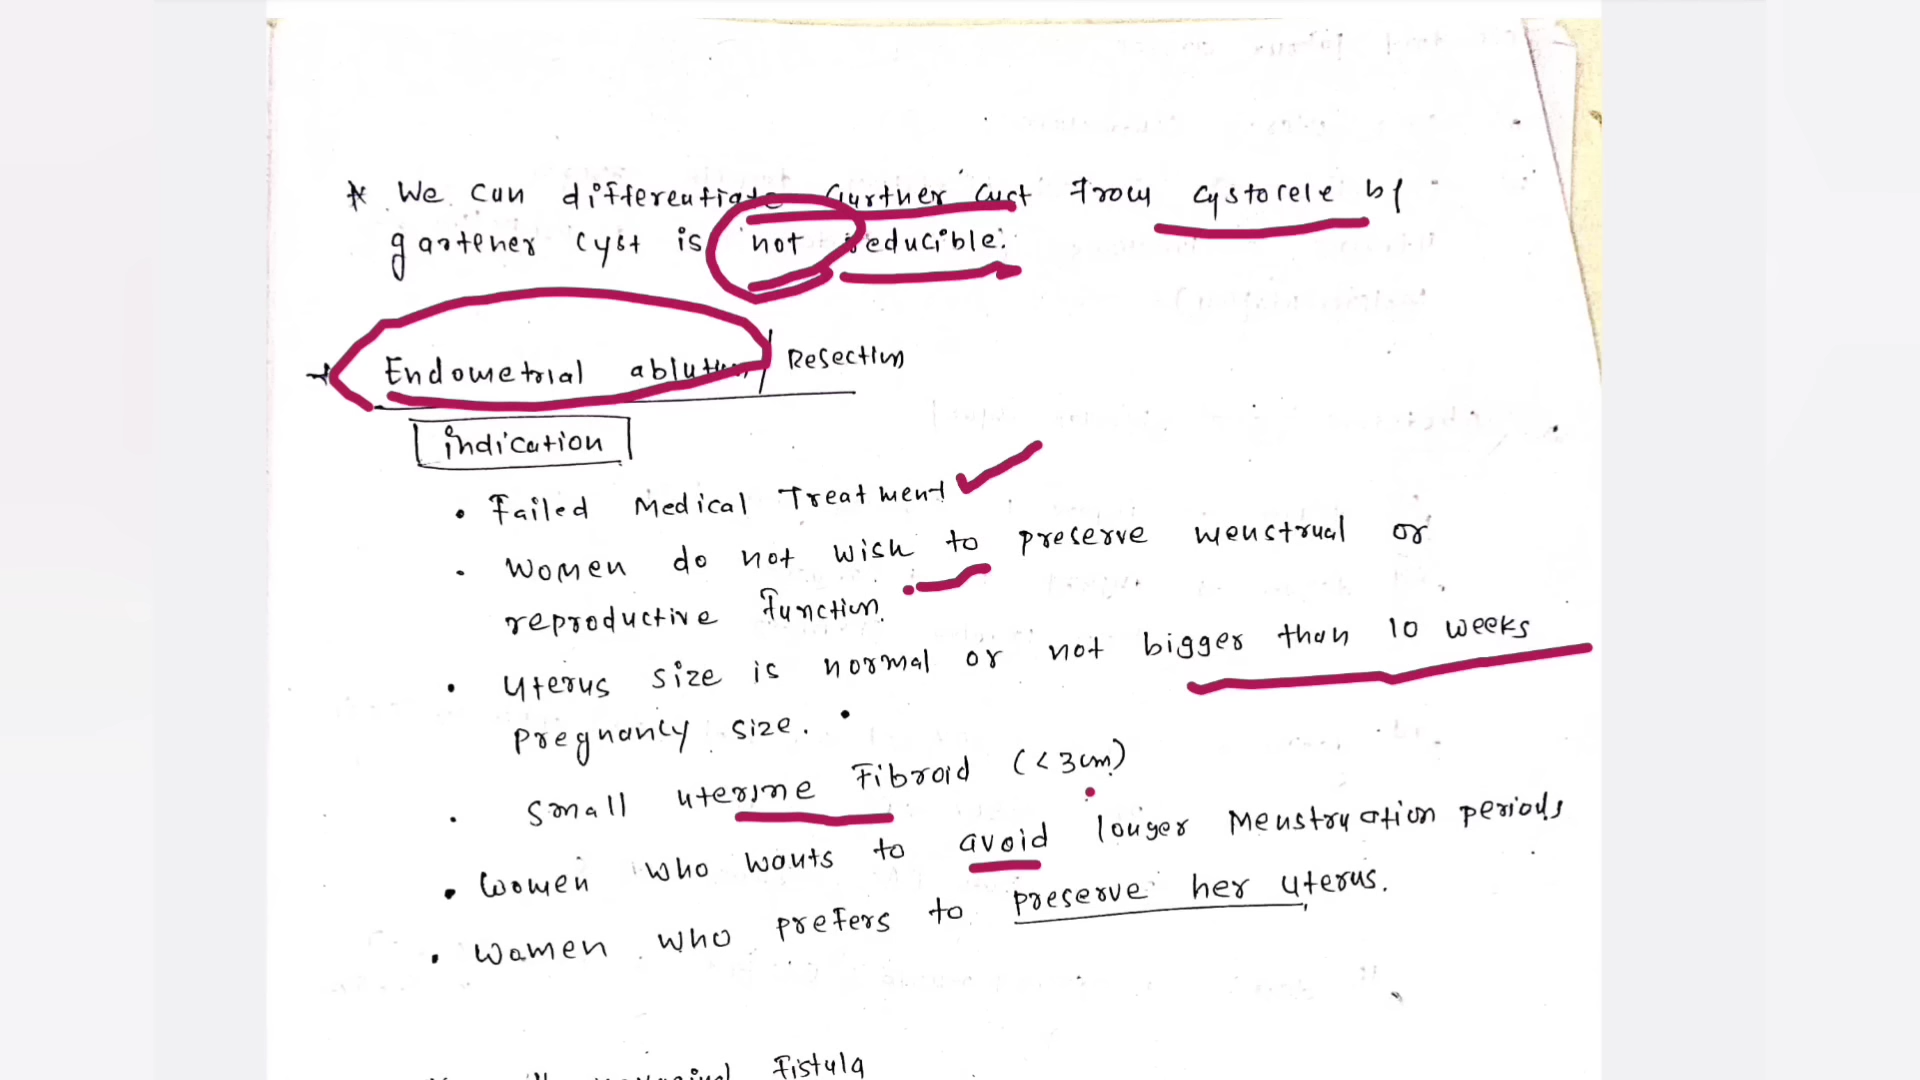 * We can differentiate Gurtner Cyst From cystocele by
gartener cyst is not reducible.
* Endometrial ablution / Resection
indication
• Failed Medical Treatment
• Women do not wish to preserve menstrual or
reproductive function.
• Uterus size is normal or not bigger than 10 weeks
pregnancy size.
• Small uterine Fibroid (<3cm)
• Women who wants to avoid longer Menstruation periods
• Women who prefers to preserve her uterus.
Fistula